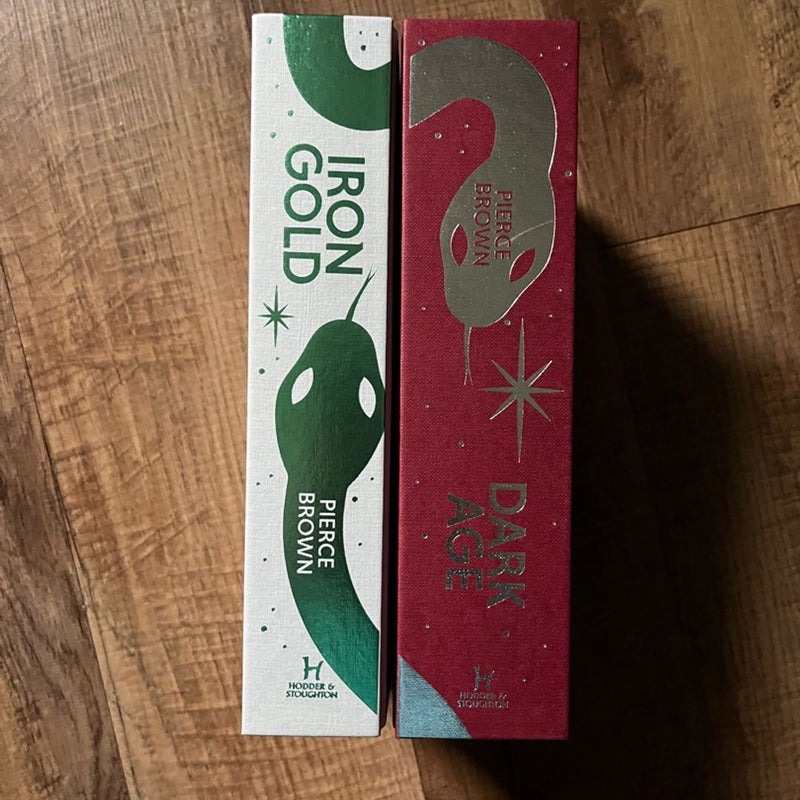 IRON
GOLD
PIERCE
BROWN
H
HODDER &
STOUGHTON
PIERCE
BROWN
DARK
AGE
H
HODDER &
STOUGHTON